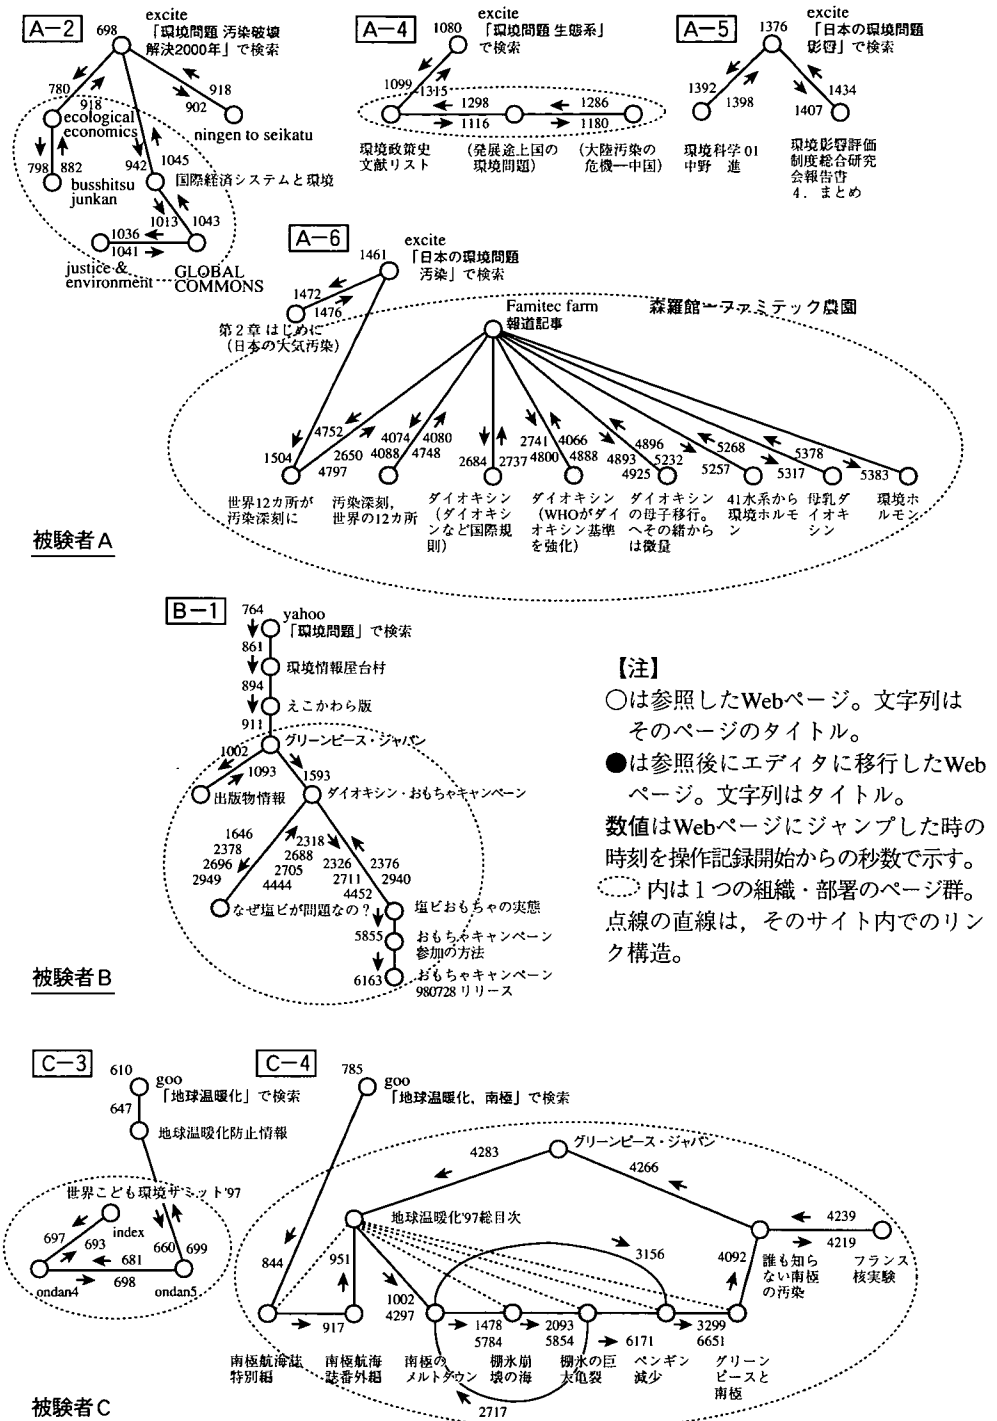 A-2
698
excite
「環境問題 汚染破壊
解決2000年」で検索
780
918
918
902
ecological
economics
ningen to seikatu
798
882
942
1045
busshitsu
junkan
国際経済システムと環境
1013
1043
1036
1041
justice &
environment
GLOBAL
COMMONS
A-4
1080
excite
「環境問題 生態系」
で検索
1099
1315
1298
1116
1286
1180
環境政策史
文献リスト
(発展途上国の
環境問題)
(大陸汚染の
危機―中国)
A-5
1376
excite
「日本の環境問題
影響」で検索
1392
1398
1434
1407
環境科学01
中野 進
環境影響評価
制度総合研究
会報告書
4. まとめ
A-6
1461
excite
「日本の環境問題
汚染」で検索
1472
1476
第2章 はじめに
(日本の大気汚染)
Famitec farm
報道記事
森羅館-ファミテック農園
1504
4752
2650
4797
4074
4088
4080
4748
2684
2737
2741
4800
4066
4888
4896
4893
4925
5232
5268
5257
5317
5378
5383
世界12カ所が
汚染深刻に
汚染深刻,
世界の12カ所
ダイオキシン
(ダイオキシ
ンなど国際規
則)
ダイオキシン
(WHOがダイ
オキシン基準
を強化)
ダイオキシン
の母子移行。
へその緒から
は微量
41水系から
環境ホルモ
ン
母乳ダ
イオキ
シン
環境ホ
ルモン
被験者A
B-1
764
yahoo
「環境問題」で検索
861
環境情報屋台村
894
えこかわら版
911
グリーンピース・ジャパン
1002
1093
1593
出版物情報
ダイオキシン・おもちゃキャンペーン
1646
2378
2696
2949
2318
2688
2705
4444
2326
2711
4452
2376
2940
なぜ塩ビが問題なの?
塩ビおもちゃの実態
5855
おもちゃキャンペーン
参加の方法
6163
おもちゃキャンペーン
980728リリース
被験者B
【注】
○は参照したWebページ。文字列は
そのページのタイトル。
●は参照後にエディタに移行したWeb
ページ。文字列はタイトル。
数値はWebページにジャンプした時の
時刻を操作記録開始からの秒数で示す。
内は1つの組織・部署のページ群。
点線の直線は,そのサイト内でのリン
ク構造。
C-3
610
goo
「地球温暖化」で検索
647
地球温暖化防止情報
世界こども環境サミット'97
index
697
693
681
698
660
699
ondan4
ondan5
C-4
785
goo
「地球温暖化,南極」で検索
グリーンピース・ジャパン
4283
4266
地球温暖化'97総目次
844
951
917
1002
4297
1478
5784
2093
5854
3156
6171
3299
6651
4092
4239
4219
2717
誰も知ら
ない南極
の汚染
フランス
核実験
南極航海誌
特別編
南極航海
誌番外編
南極の
メルトダウン
棚氷崩
壊の海
棚氷の巨
大亀裂
ペンギン
減少
グリーン
ピースと
南極
被験者C